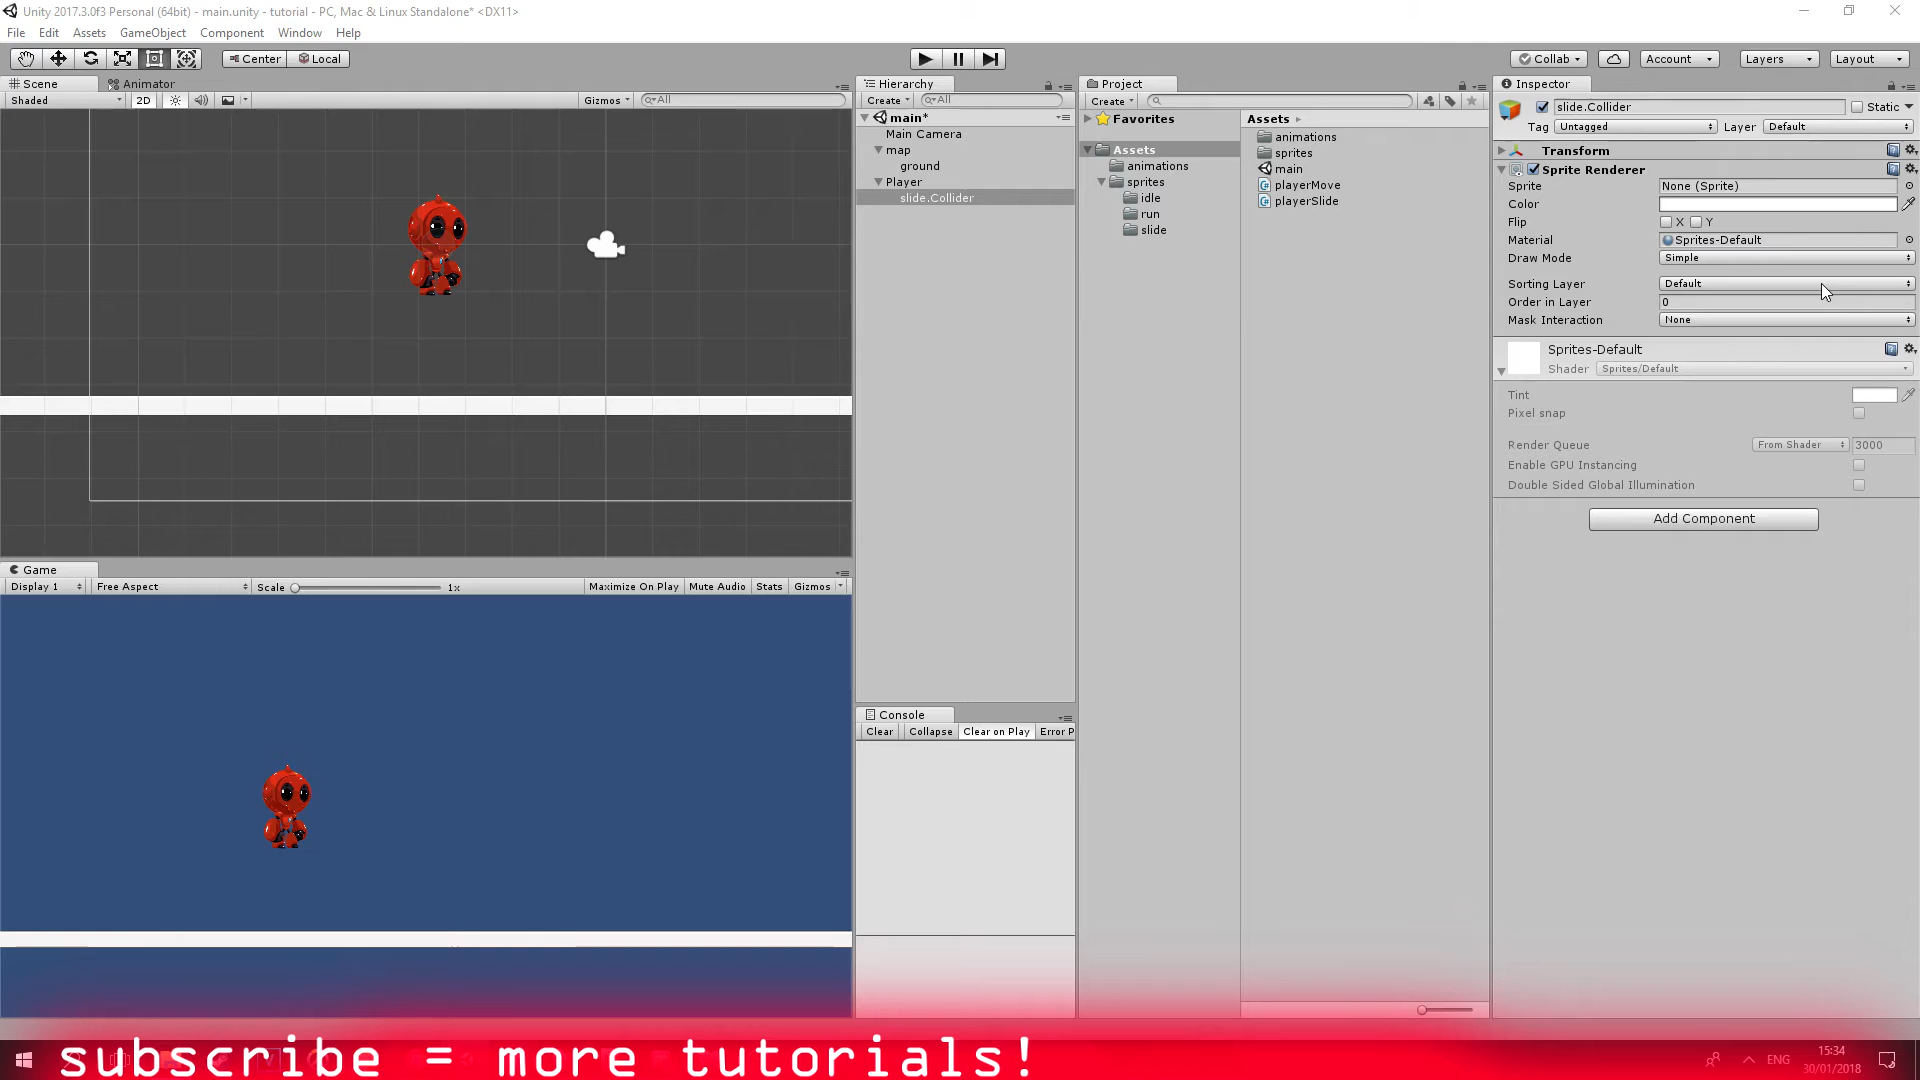 Unity 2017.3.0f3 Personal (64bit) - main.unity - tutorial - PC, Mac & Linux Standalone* <DX11>
File Edit Assets GameObject Component Window Help
Center Local
Collab Account Layers Layout
Scene Animator
Shaded 2D Gizmos All
Hierarchy
Create All
main*
Main Camera
map
ground
Player
slide.Collider
Project
Create
Favorites
Assets
animations
sprites
idle
run
slide
Assets
animations
sprites
main
playerMove
playerSlide
Inspector
slide.Collider Static
Tag Untagged Layer Default
Transform
Sprite Renderer
Sprite None (Sprite)
Color
Flip X Y
Material Sprites-Default
Draw Mode Simple
Sorting Layer Default
Order in Layer 0
Mask Interaction None
Sprites-Default
Shader Sprites/Default
Tint
Pixel snap
Render Queue From Shader 3000
Enable GPU Instancing
Double Sided Global Illumination
Add Component
Game
Display 1 Free Aspect Scale 1x Maximize On Play Mute Audio Stats Gizmos
Console
Clear Collapse Clear on Play Error P
subscribe = more tutorials!
ENG
15:34
30/01/2018